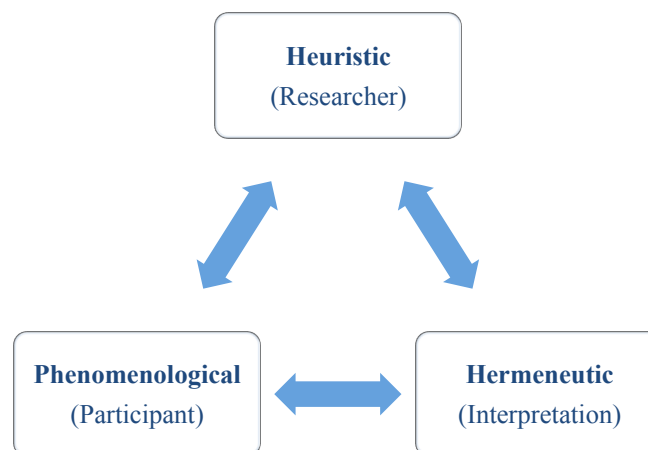 Heuristic
(Researcher)
Phenomenological
(Participant)
Hermeneutic
(Interpretation)